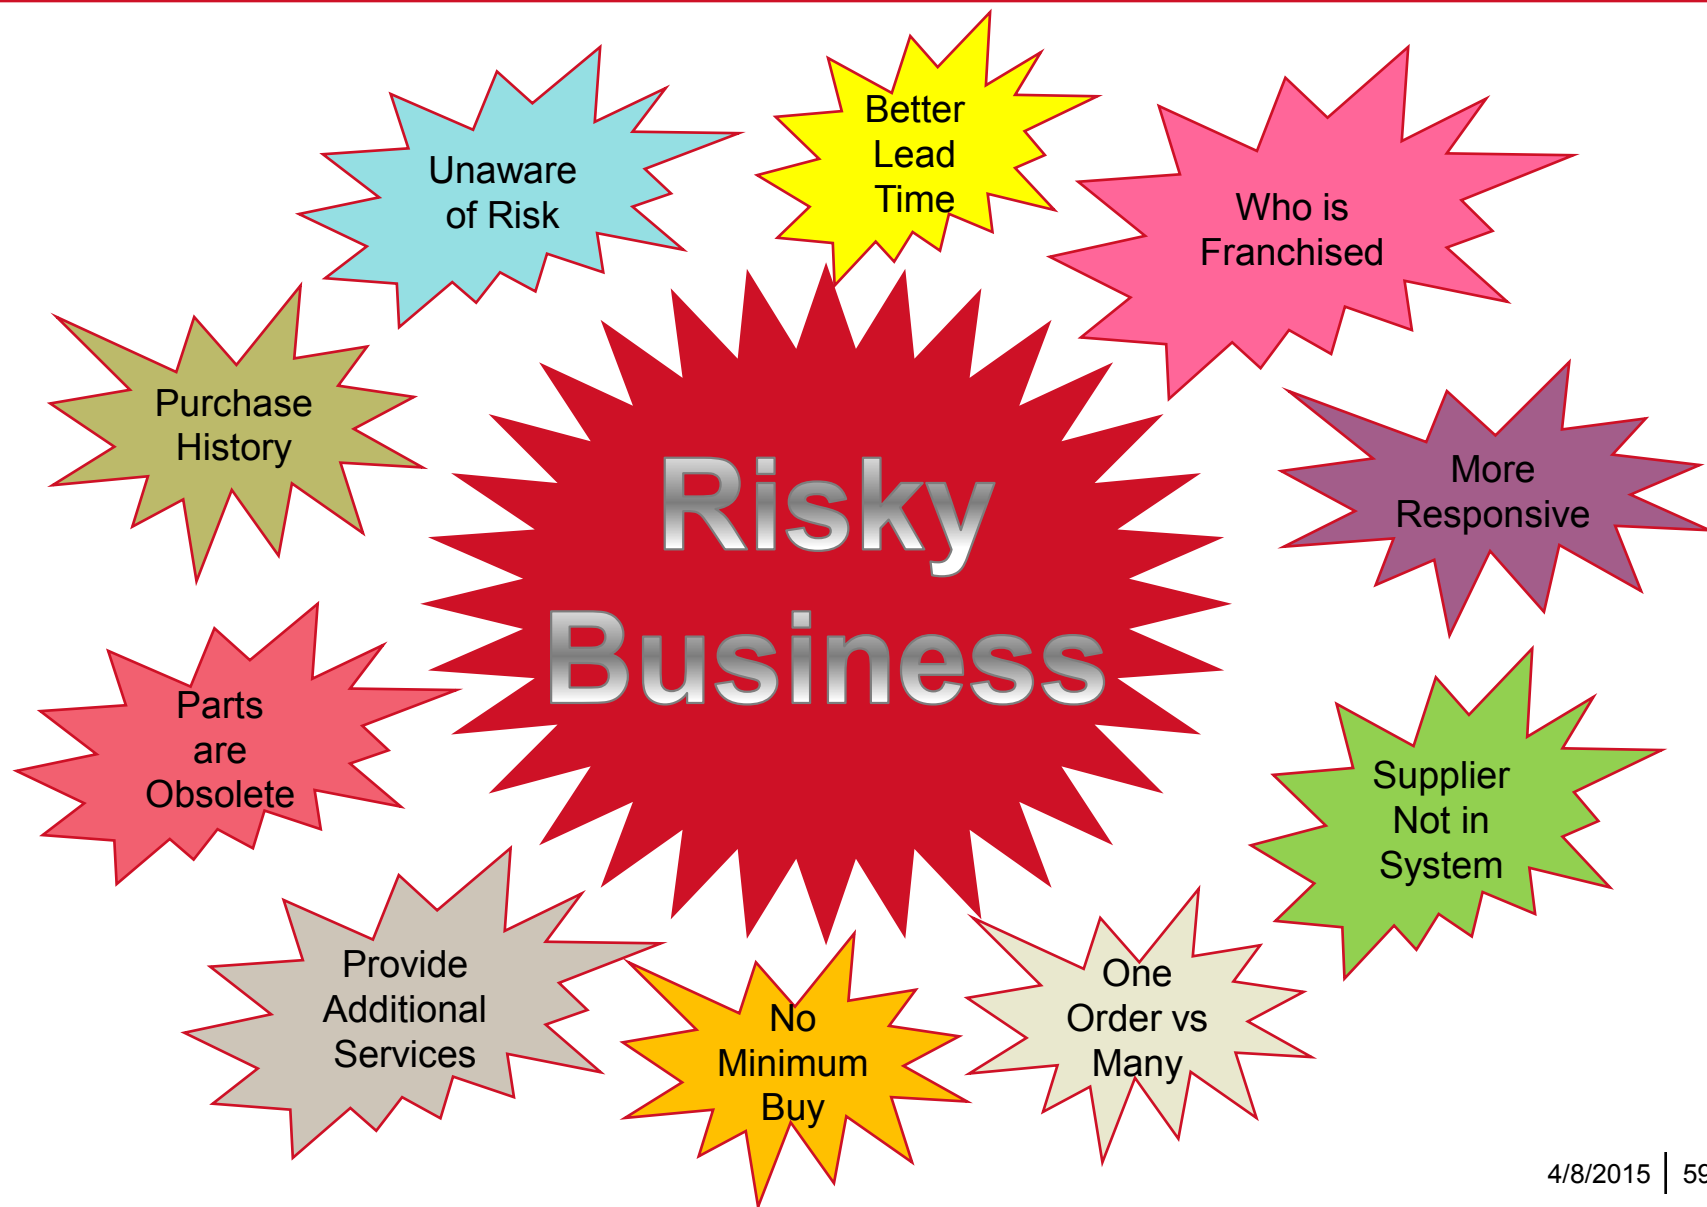 Better
Lead
Time
Unaware
of Risk
Who is
Franchised
Purchase
History
More
Responsive
Risky
Business
Parts
are
Obsolete
Supplier
Not in
System
Provide
Additional
Services
No
Minimum
Buy
One
Order vs
Many
4/8/2015 59